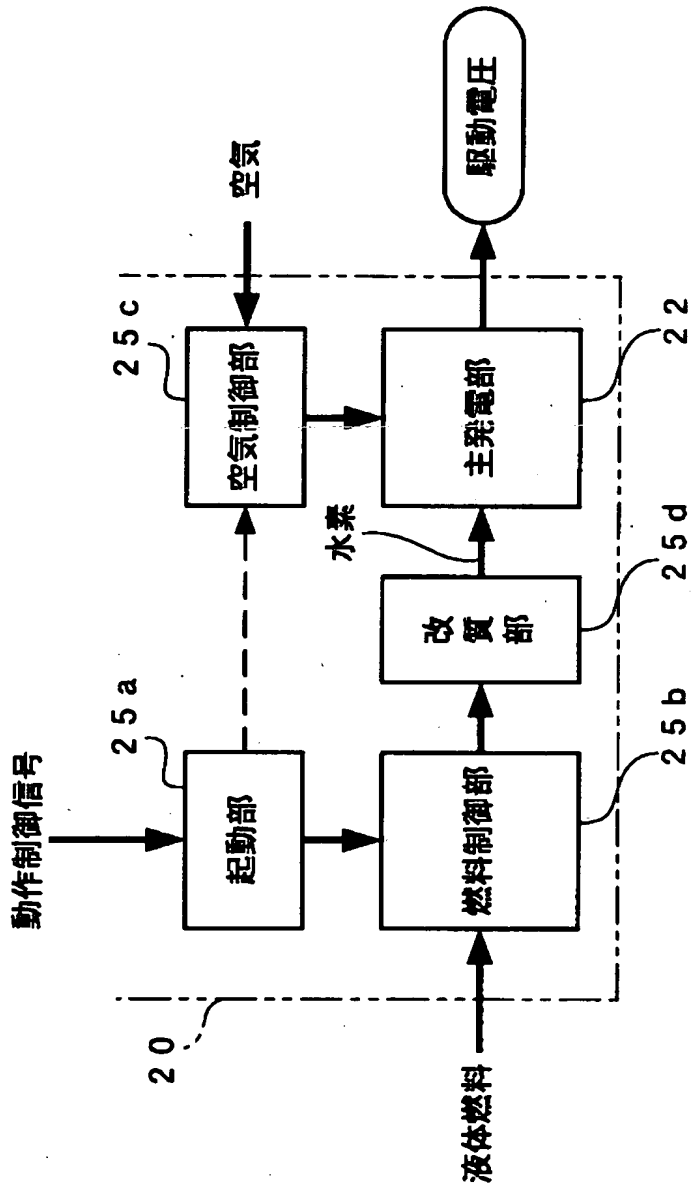 動作制御信号
25a
起動部
25c
空気制御部
空気
20
液体燃料
燃料制御部
25b
改質部
25d
水素
主発電部
22
駆動電圧